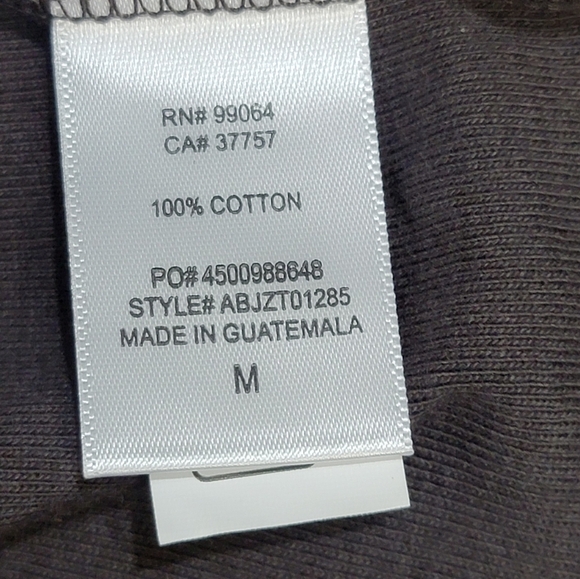 RN# 99064
CA# 37757
100% COTTON
PO# 4500988648
STYLE# ABJZT01285
MADE IN GUATEMALA
M